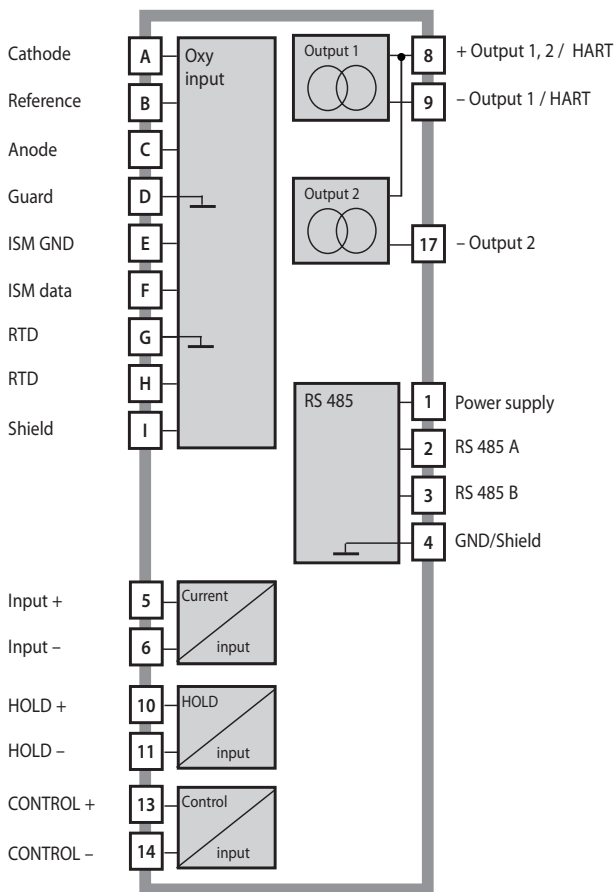 Cathode
A
Oxy
input
Reference
B
Anode
C
Guard
D
ISM GND
E
ISM data
F
RTD
G
RTD
H
Shield
I
Output 1
8
+ Output 1, 2 / HART
9
– Output 1 / HART
Output 2
17
– Output 2
RS 485
1
Power supply
2
RS 485 A
3
RS 485 B
4
GND/Shield
Input +
5
Current
Input –
6
input
HOLD +
10
HOLD
HOLD –
11
input
CONTROL +
13
Control
CONTROL –
14
input